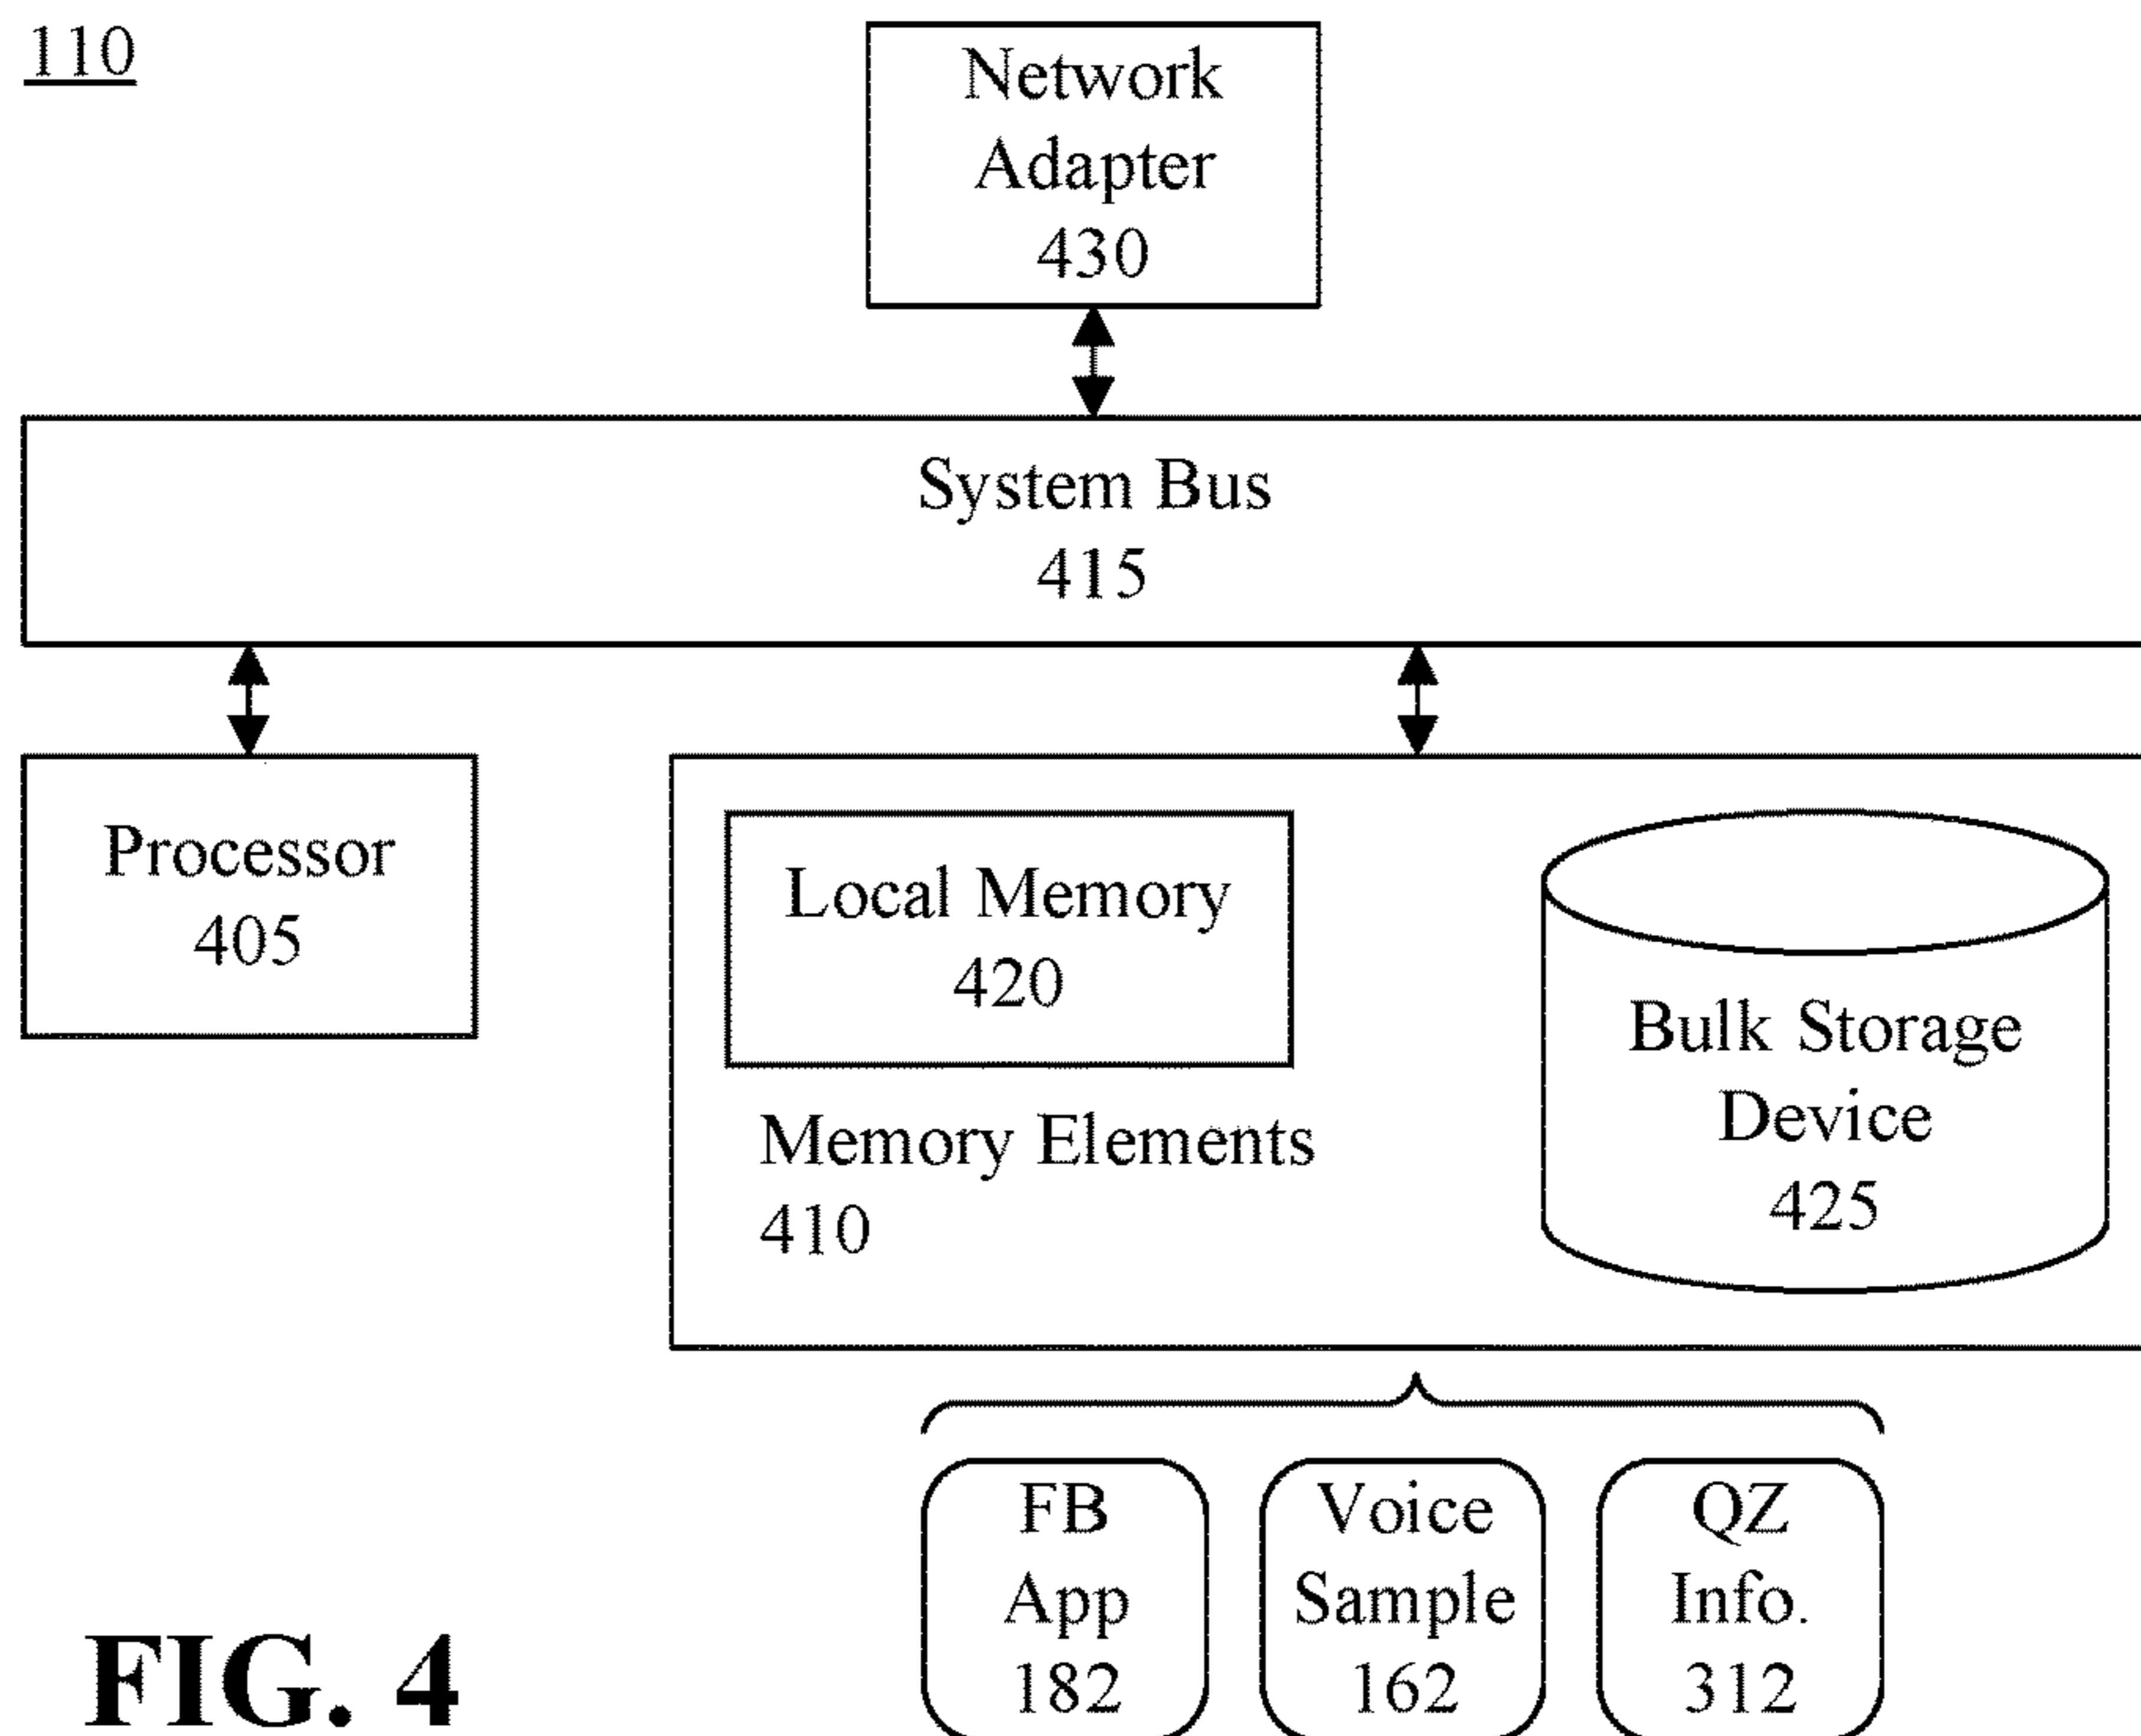 110
Network
Adapter
430
System Bus
415
Processor
405
Local Memory
420
Memory Elements
410
Bulk Storage
Device
425
FB
App
182
Voice
Sample
162
QZ
Info.
312
FIG. 4